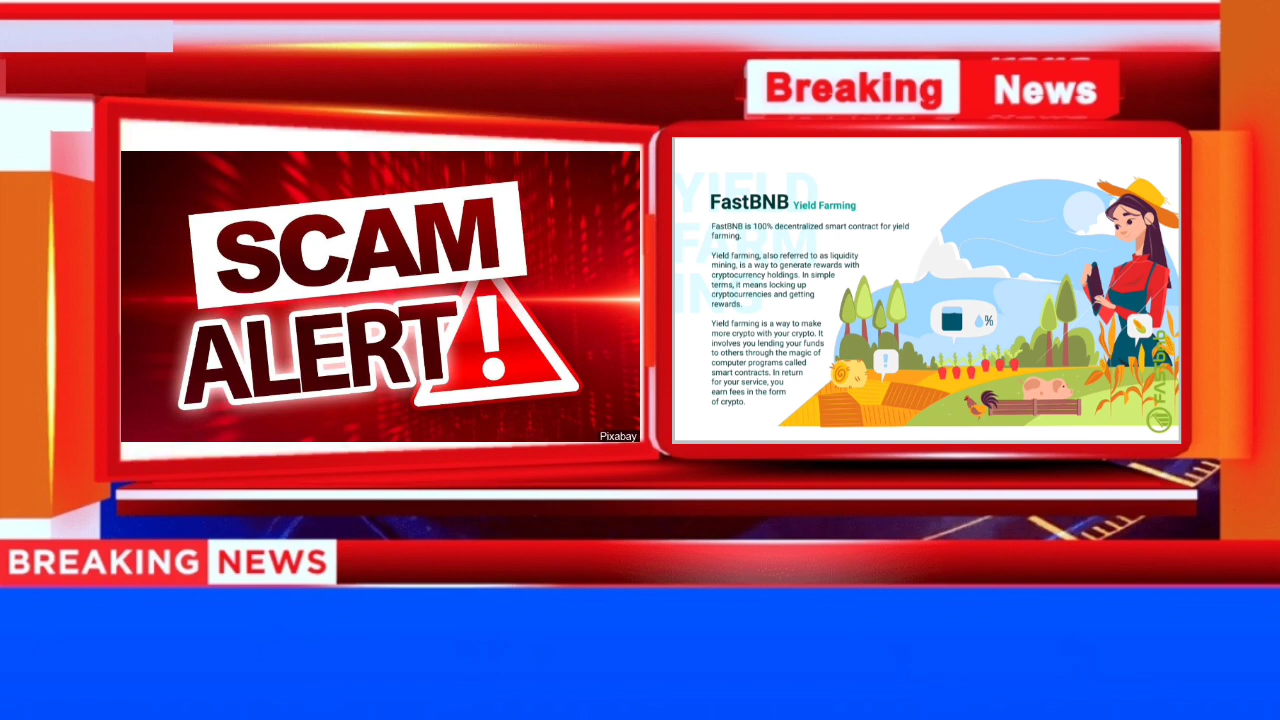 Breaking News
SCAM
ALERT!
Pixabay
YIELD
FARM
ING
FastBNB Yield Farming
FastBNB is 100% decentralized smart contract for yield
farming.
Yield farming, also referred to as liquidity
mining, is a way to generate rewards with
cryptocurrency holdings. In simple
terms, it means locking up
cryptocurrencies and getting
rewards.
Yield farming is a way to make
more crypto with your crypto. It
involves you lending your funds
to others through the magic of
computer programs called
smart contracts. In return
for your service, you
earn fees in the form
of crypto.
%
!
BREAKING NEWS